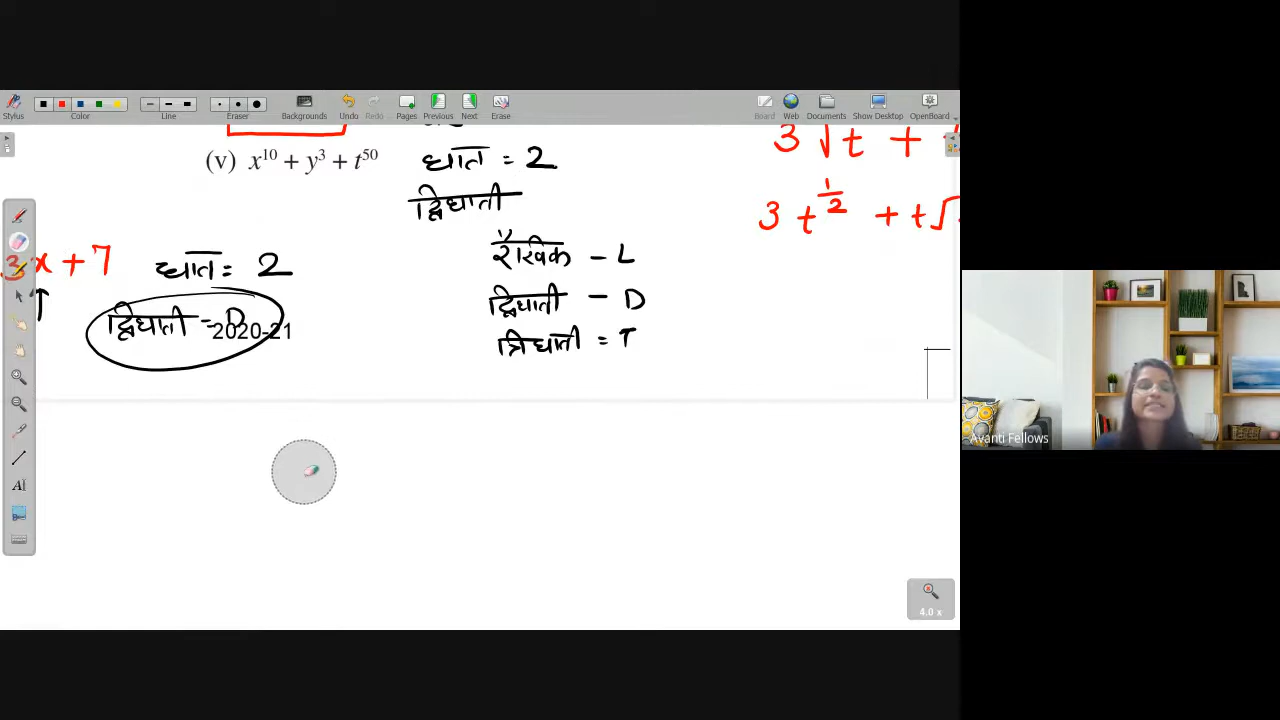 Stylus Color Line Eraser Backgrounds Undo Redo Pages Previous Next Erase Board Web Documents Show Desktop OpenBoard
(v) x¹⁰ + y³ + t⁵⁰
घात = 2
द्विघाती
3x + 7
घात = 2
द्विघाती = D
2020-21
रैखिक - L
द्विघाती - D
त्रिघाती = T
3 √t +
3 t^{1/2} + t√
Avanti Fellows
4.0 x